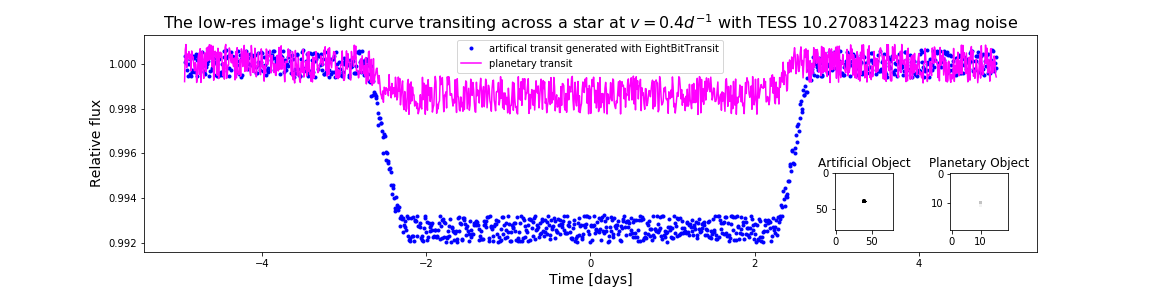 The low-res image's light curve transiting across a star at v = 0.4d⁻¹ with TESS 10.2708314223 mag noise
artifical transit generated with EightBitTransit
planetary transit
Relative flux
1.000
0.998
0.996
0.994
0.992
Artificial Object
0
50
0 50
Planetary Object
0
10
0 10
−4 −2 0 2 4
Time [days]